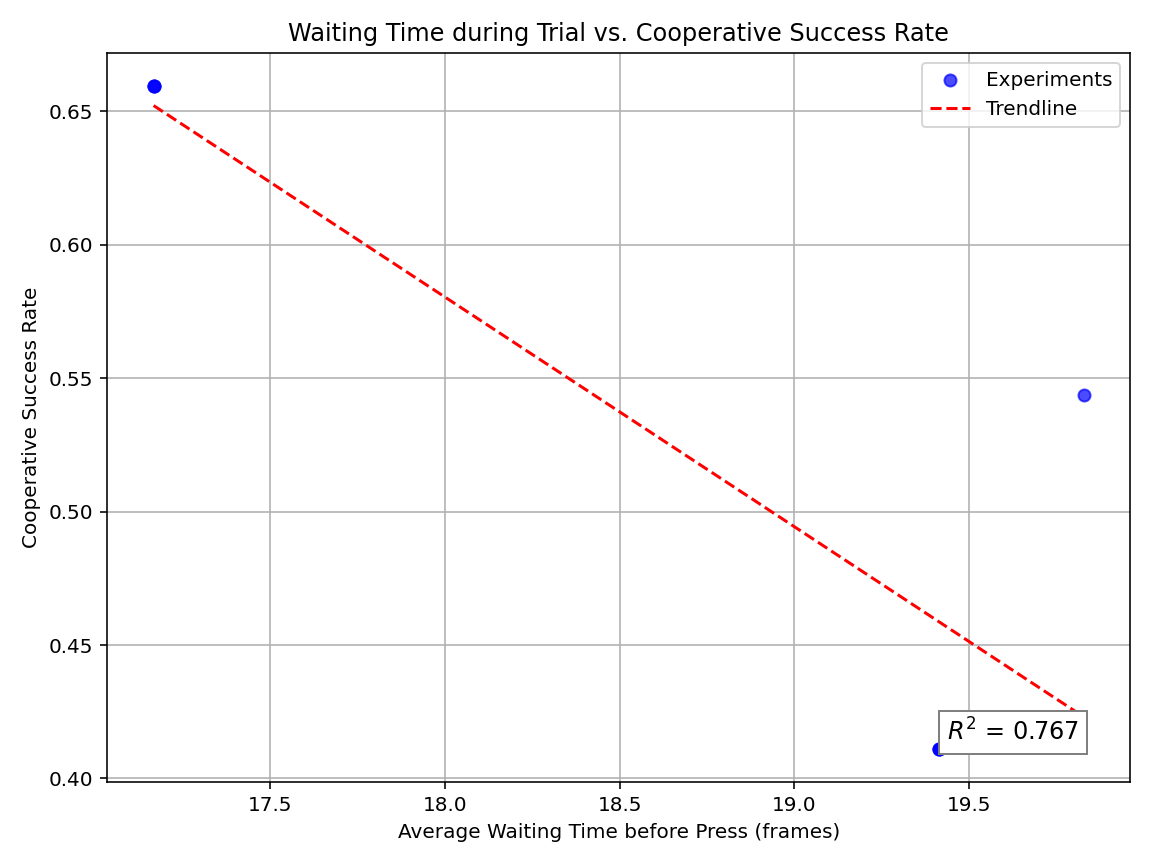 Waiting Time during Trial vs. Cooperative Success Rate
Experiments
Trendline
0.65
0.60
0.55
0.50
0.45
0.40
Cooperative Success Rate
R² = 0.767
17.5 18.0 18.5 19.0 19.5
Average Waiting Time before Press (frames)